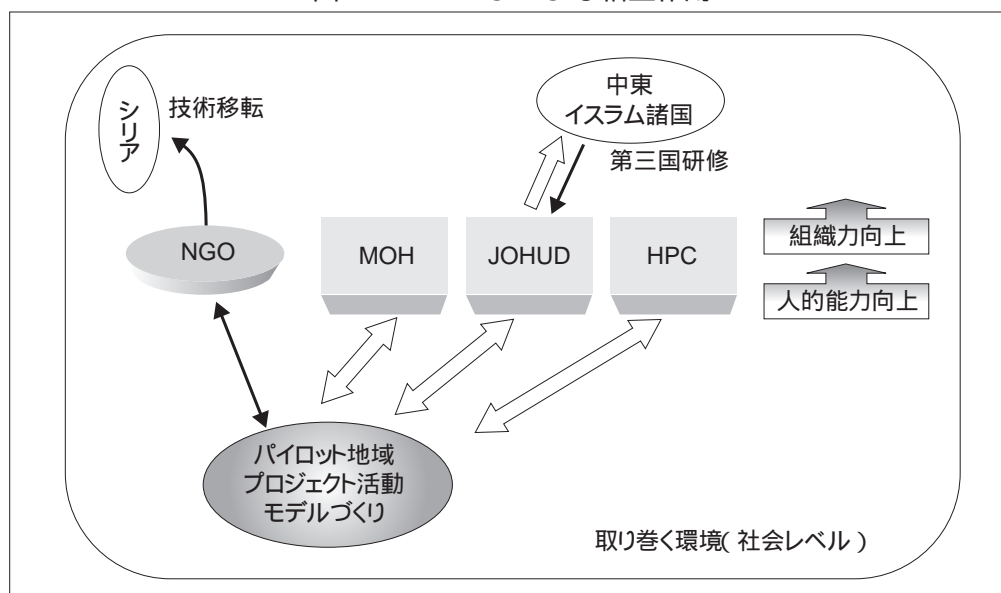 シリア
技術移転
中東
イスラム諸国
第三国研修
NGO
MOH
JOHUD
HPC
組織力向上
人的能力向上
パイロット地域
プロジェクト活動
モデルづくり
取り巻く環境（社会レベル）